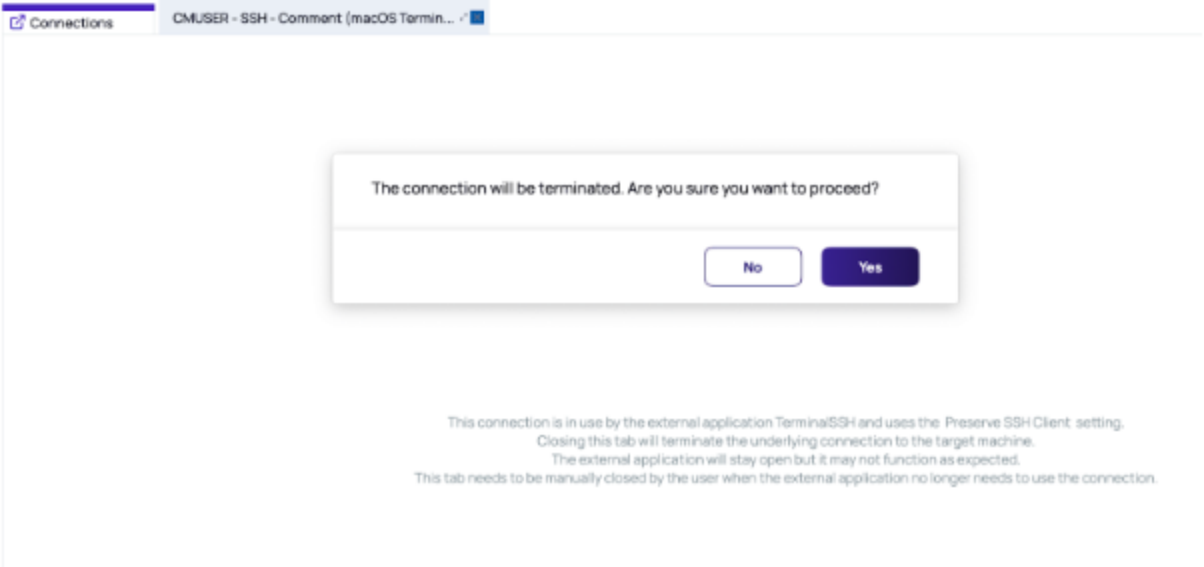 Connections
CMUSER - SSH - Comment (macOS Termin...
The connection will be terminated. Are you sure you want to proceed?
No
Yes
This connection is in use by the external application TerminalSSH and uses the Preserve SSH Client setting.
Closing this tab will terminate the underlying connection to the target machine.
The external application will stay open but it may not function as expected.
This tab needs to be manually closed by the user when the external application no longer needs to use the connection.